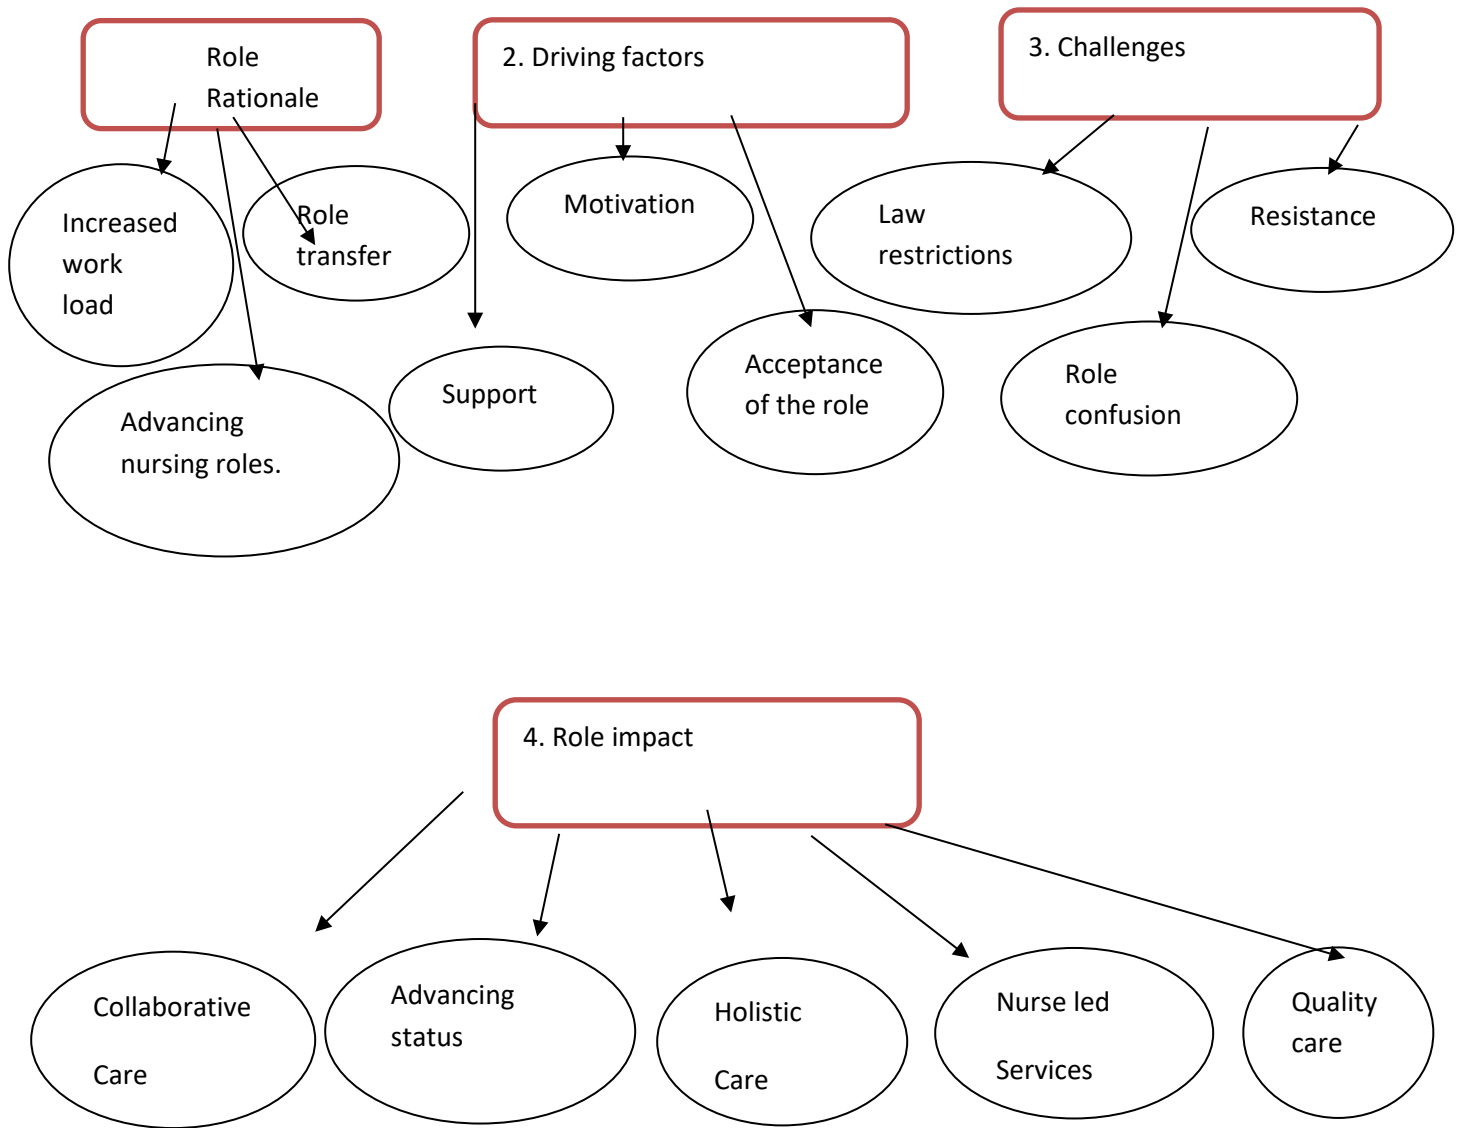 Role
Rationale
2. Driving factors
3. Challenges
Increased
work
load
Role
transfer
Advancing
nursing roles.
Support
Motivation
Acceptance
of the role
Law
restrictions
Role
confusion
Resistance
4. Role impact
Collaborative
Care
Advancing
status
Holistic
Care
Nurse led
Services
Quality
care